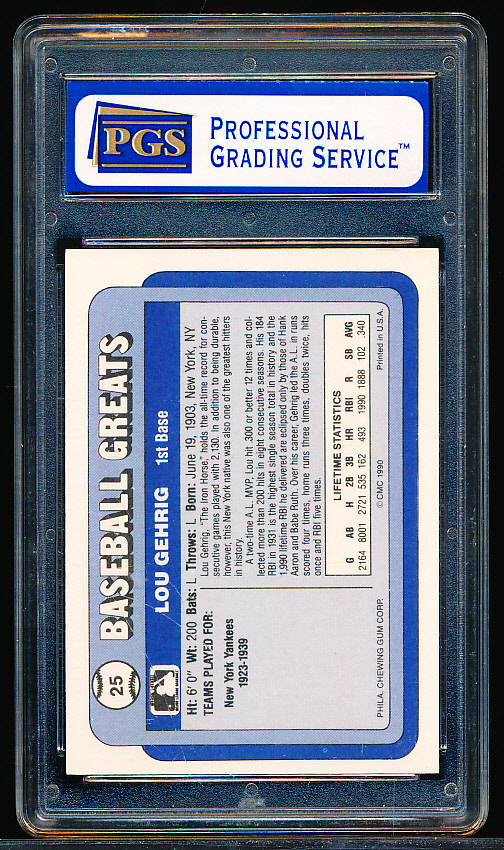 PGS
PROFESSIONAL
GRADING SERVICE™
25
BASEBALL GREATS
LOU GEHRIG 1st Base
Ht: 6' 0" Wt: 200 Bats: L Throws: L Born: June 19, 1903, New York, NY
TEAMS PLAYED FOR:
New York Yankees
1923-1939
Lou Gehrig, "The Iron Horse," holds the all-time record for con-
secutive games played with 2,130. In addition to being durable,
however, this New York native was also one of the greatest hitters
in history.
A two-time A.L. MVP, Lou hit .300 or better 12 times and col-
lected more than 200 hits in eight consecutive seasons. His 184
RBI in 1931 is the highest single season total in history and the
1,990 lifetime RBI he delivered are eclipsed only by those of Hank
Aaron and Babe Ruth. Over his career, Gehrig led the A.L. in runs
scored four times, home runs three times, doubles twice, hits
once and RBI five times.
LIFETIME STATISTICS
G AB H 2B 3B HR RBI R SB AVG
2164 8001 2721 535 162 493 1990 1888 102 .340
PHILA. CHEWING GUM CORP. ©CMC 1990 Printed in U.S.A.